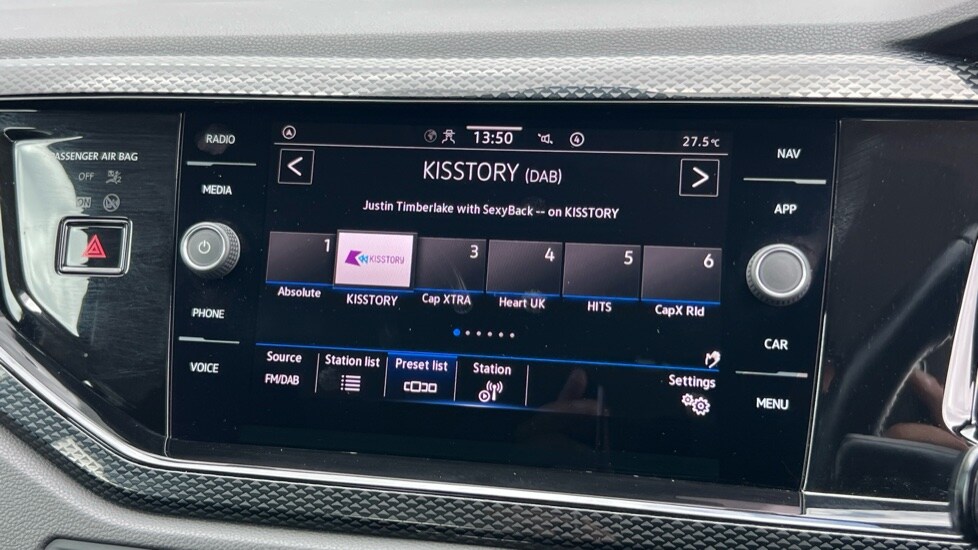 PASSENGER AIR BAG
OFF
ON
RADIO
MEDIA
PHONE
VOICE
13:50
4
27.5°C
<
KISSTORY (DAB)
>
Justin Timberlake with SexyBack -- on KISSTORY
1
KISSTORY
3
4
5
6
Absolute
KISSTORY
Cap XTRA
Heart UK
HITS
CapX Rld
Source
FM/DAB
Station list
Preset list
Station
Settings
NAV
APP
CAR
MENU